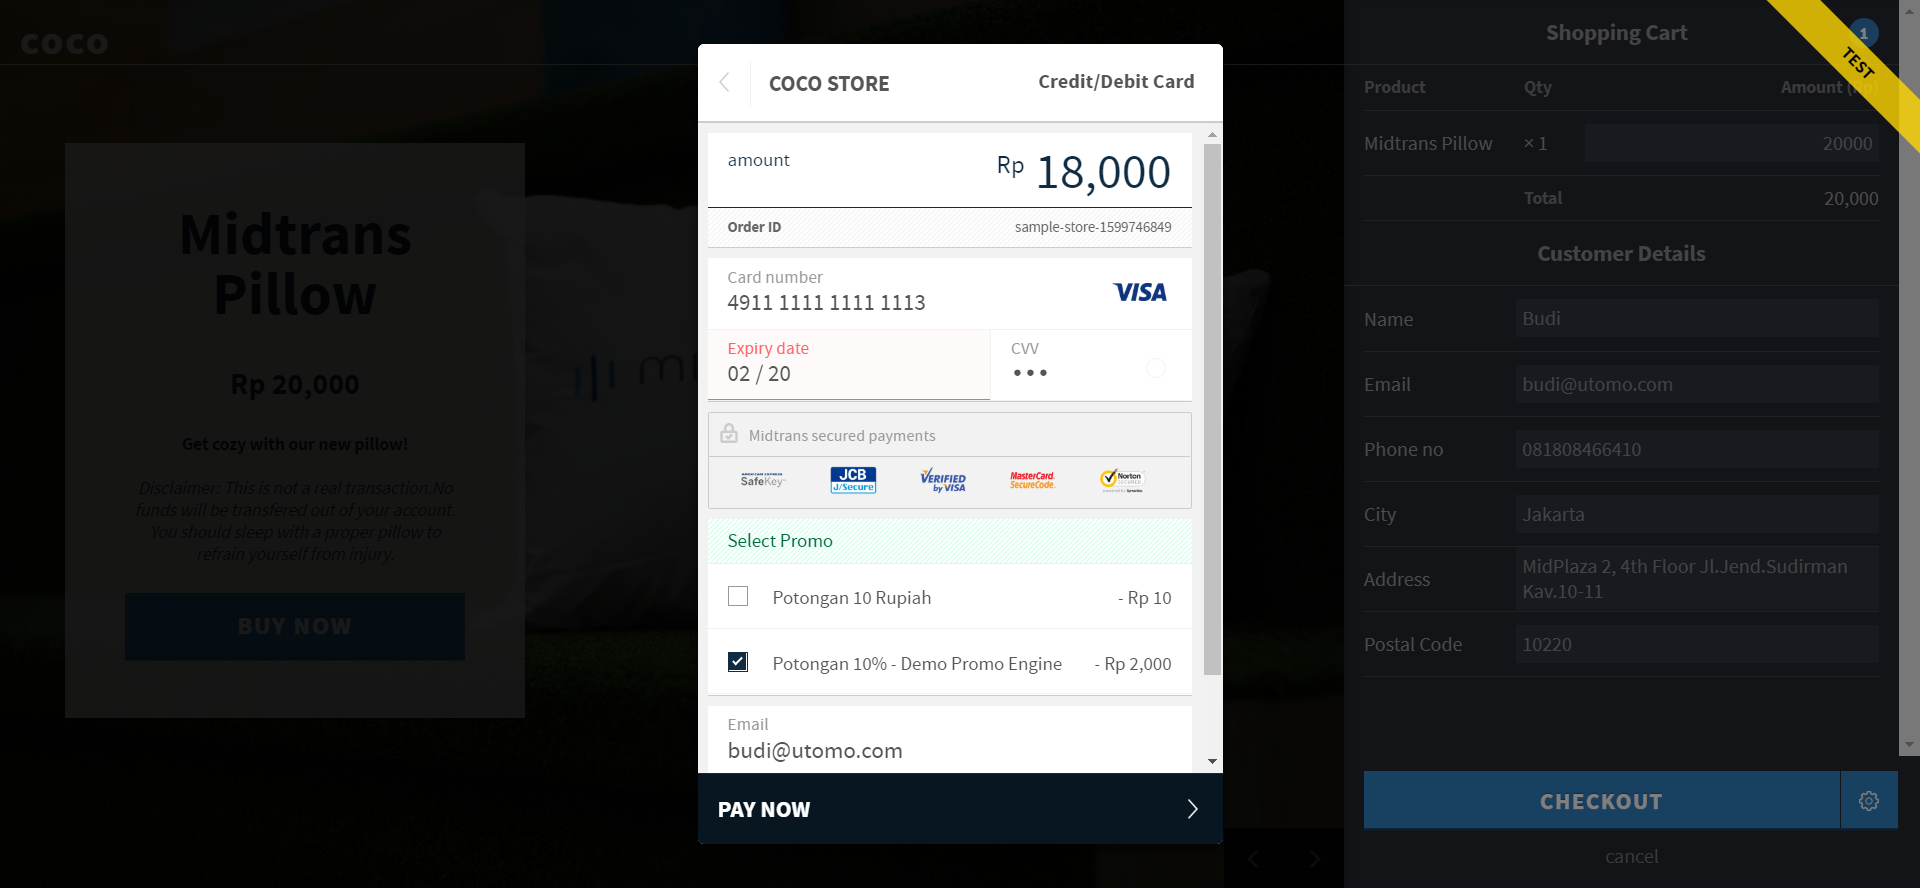 coco
Midtrans
Pillow
Rp 20,000
Get cozy with our new pillow!
Disclaimer: This is not a real transaction.No
funds will be transfered out of your account.
You should sleep with a proper pillow to
refrain yourself from injury.
BUY NOW
COCO STORE
Credit/Debit Card
amount
Rp 18,000
Order ID
sample-store-1599746849
Card number
4911 1111 1111 1113
VISA
Expiry date
02 / 20
CVV
Midtrans secured payments
AMERICAN EXPRESS
SafeKey
JCB
J/Secure
VERIFIED
by VISA
MasterCard
SecureCode
Norton
SECURED
powered by Symantec
Select Promo
Potongan 10 Rupiah
- Rp 10
Potongan 10% - Demo Promo Engine
- Rp 2,000
Email
budi@utomo.com
PAY NOW
Shopping Cart
1
TEST
Product Qty Amount
Midtrans Pillow × 1 20000
Total 20,000
Customer Details
Name Budi
Email budi@utomo.com
Phone no 081808466410
City Jakarta
Address
MidPlaza 2, 4th Floor Jl.Jend.Sudirman
Kav.10-11
Postal Code 10220
CHECKOUT
cancel